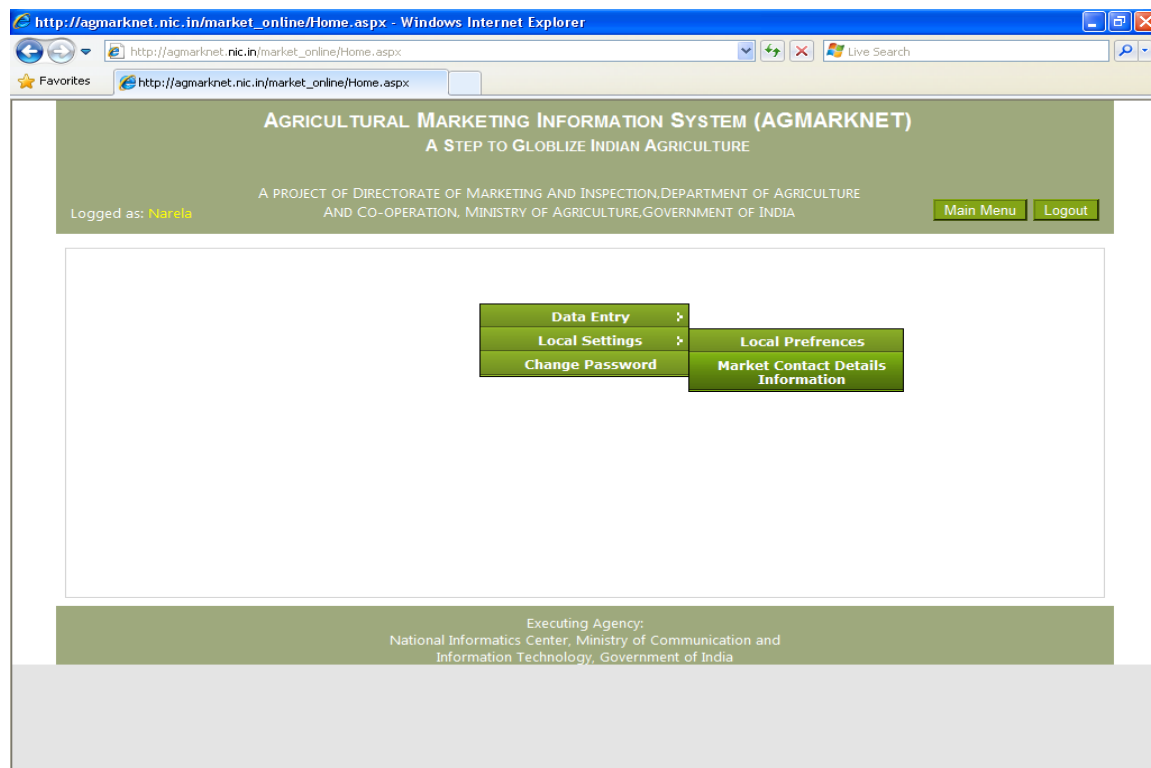 http://agmarknet.nic.in/market_online/Home.aspx - Windows Internet Explorer
http://agmarknet.nic.in/market_online/Home.aspx
Live Search
Favorites
http://agmarknet.nic.in/market_online/Home.aspx
AGRICULTURAL MARKETING INFORMATION SYSTEM (AGMARKNET)
A STEP TO GLOBLIZE INDIAN AGRICULTURE
A PROJECT OF DIRECTORATE OF MARKETING AND INSPECTION,DEPARTMENT OF AGRICULTURE
AND CO-OPERATION, MINISTRY OF AGRICULTURE,GOVERNMENT OF INDIA
Logged as: Narela
Main Menu
Logout
Data Entry
Local Settings
Change Password
Local Prefrences
Market Contact Details
Information
Executing Agency:
National Informatics Center, Ministry of Communication and
Information Technology, Government of India